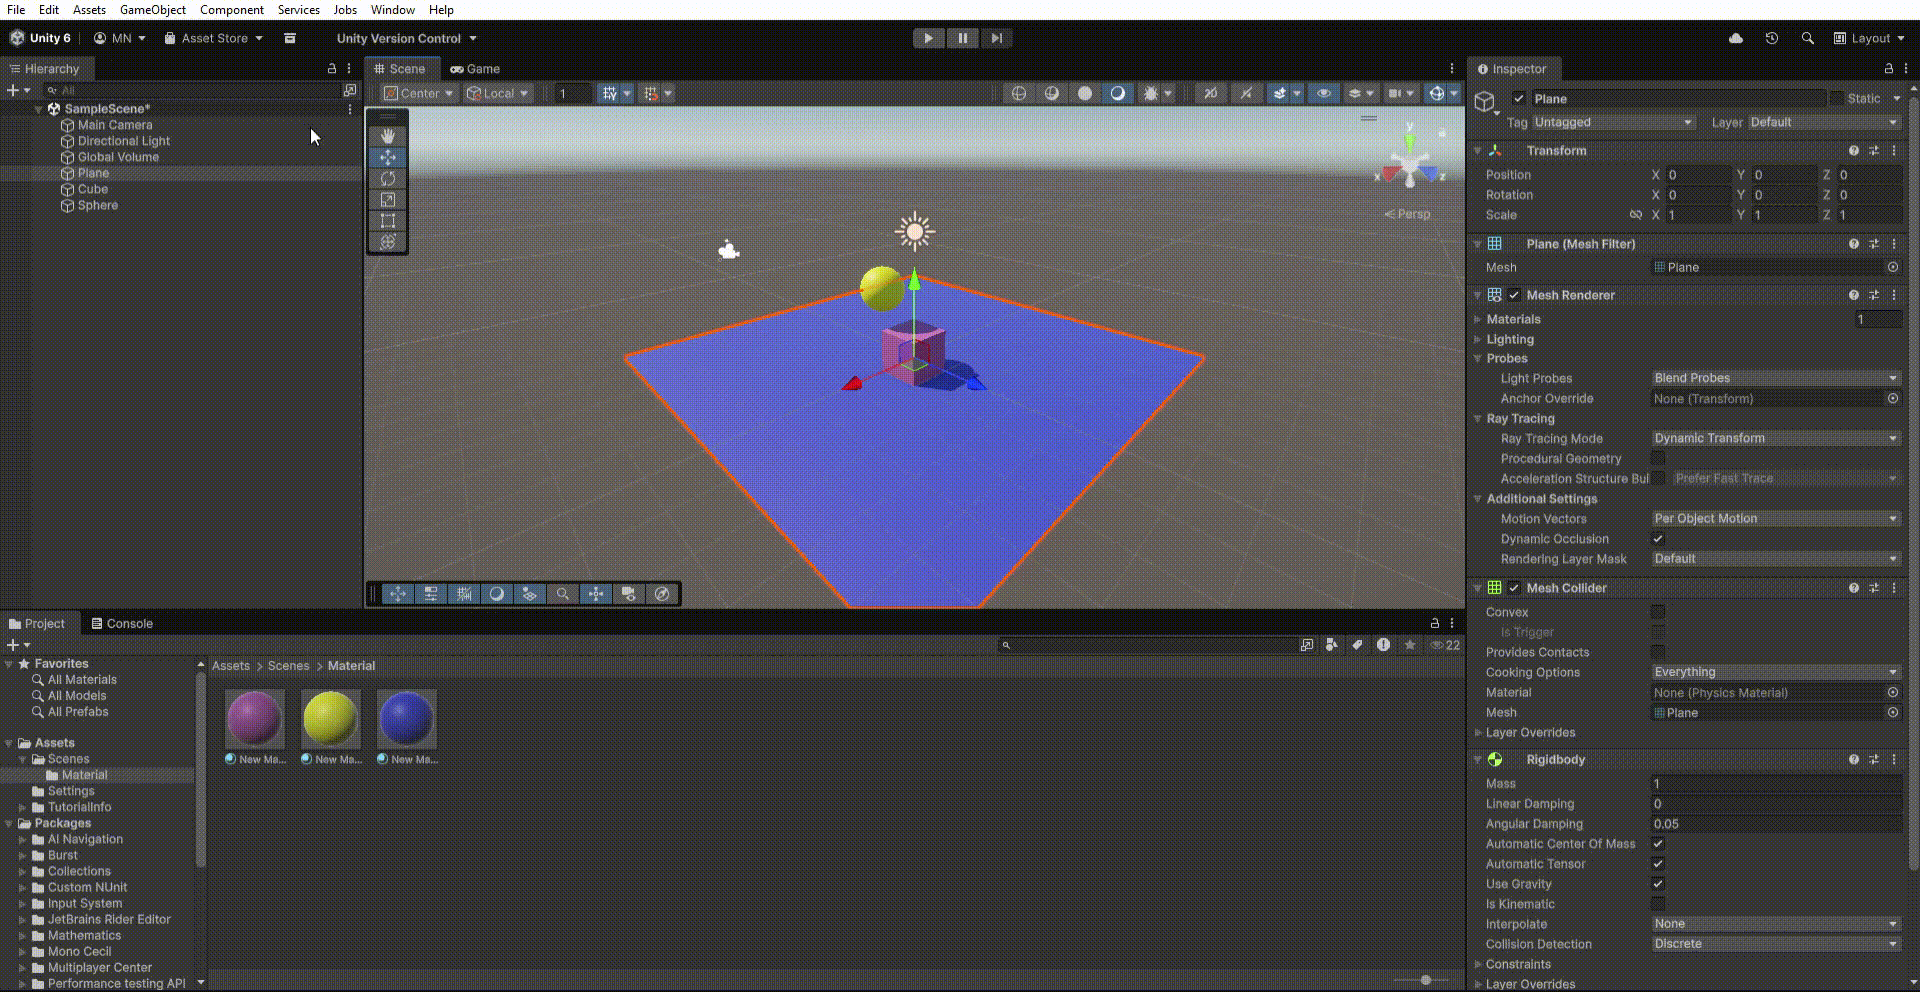 File Edit Assets GameObject Component Services Jobs Window Help
Unity 6 MN Asset Store Unity Version Control Layout
Hierarchy
All
SampleScene*
Main Camera
Directional Light
Global Volume
Plane
Cube
Sphere
Scene Game
Center Local 1 2D
y
x z
Persp
Inspector
Plane Static
Tag Untagged Layer Default
Transform
Position X 0 Y 0 Z 0
Rotation X 0 Y 0 Z 0
Scale X 1 Y 1 Z 1
Plane (Mesh Filter)
Mesh Plane
Mesh Renderer
Materials 1
Lighting
Probes
Light Probes Blend Probes
Anchor Override None (Transform)
Ray Tracing
Ray Tracing Mode Dynamic Transform
Procedural Geometry
Acceleration Structure Bul Prefer Fast Trace
Additional Settings
Motion Vectors Per Object Motion
Dynamic Occlusion
Rendering Layer Mask Default
Mesh Collider
Convex
Is Trigger
Provides Contacts
Cooking Options Everything
Material None (Physics Material)
Mesh Plane
Layer Overrides
Rigidbody
Mass 1
Linear Damping 0
Angular Damping 0.05
Automatic Center Of Mass
Automatic Tensor
Use Gravity
Is Kinematic
Interpolate None
Collision Detection Discrete
Constraints
Layer Overrides
Project Console
22
Favorites
All Materials
All Models
All Prefabs
Assets
Scenes
Material
Settings
TutorialInfo
Packages
AI Navigation
Burst
Collections
Custom NUnit
Input System
JetBrains Rider Editor
Mathematics
Mono Cecil
Multiplayer Center
Performance testing API
Assets > Scenes > Material
New Ma... New Ma... New Ma...